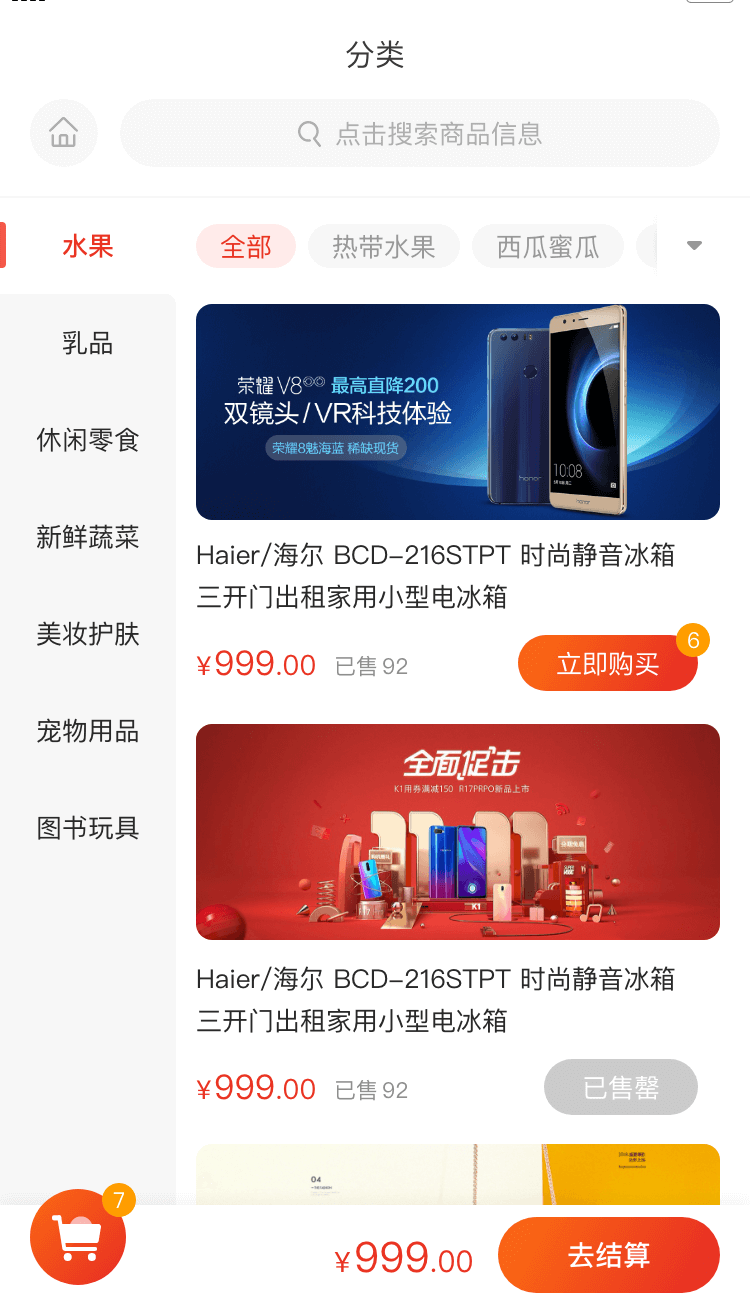 分类
点击搜索商品信息
水果
全部
热带水果
西瓜蜜瓜
乳品
休闲零食
新鲜蔬菜
美妆护肤
宠物用品
图书玩具
荣耀V8 最高直降200
双镜头/VR科技体验
荣耀8魅海蓝 稀缺现货
honor
10:08
honor
Haier/海尔 BCD-216STPT 时尚静音冰箱
三开门出租家用小型电冰箱
¥999.00 已售 92
立即购买
6
全面促击
K1用券满减150 R17PRPO新品上市
K1
Haier/海尔 BCD-216STPT 时尚静音冰箱
三开门出租家用小型电冰箱
¥999.00 已售 92
已售罄
04
7
¥999.00
去结算